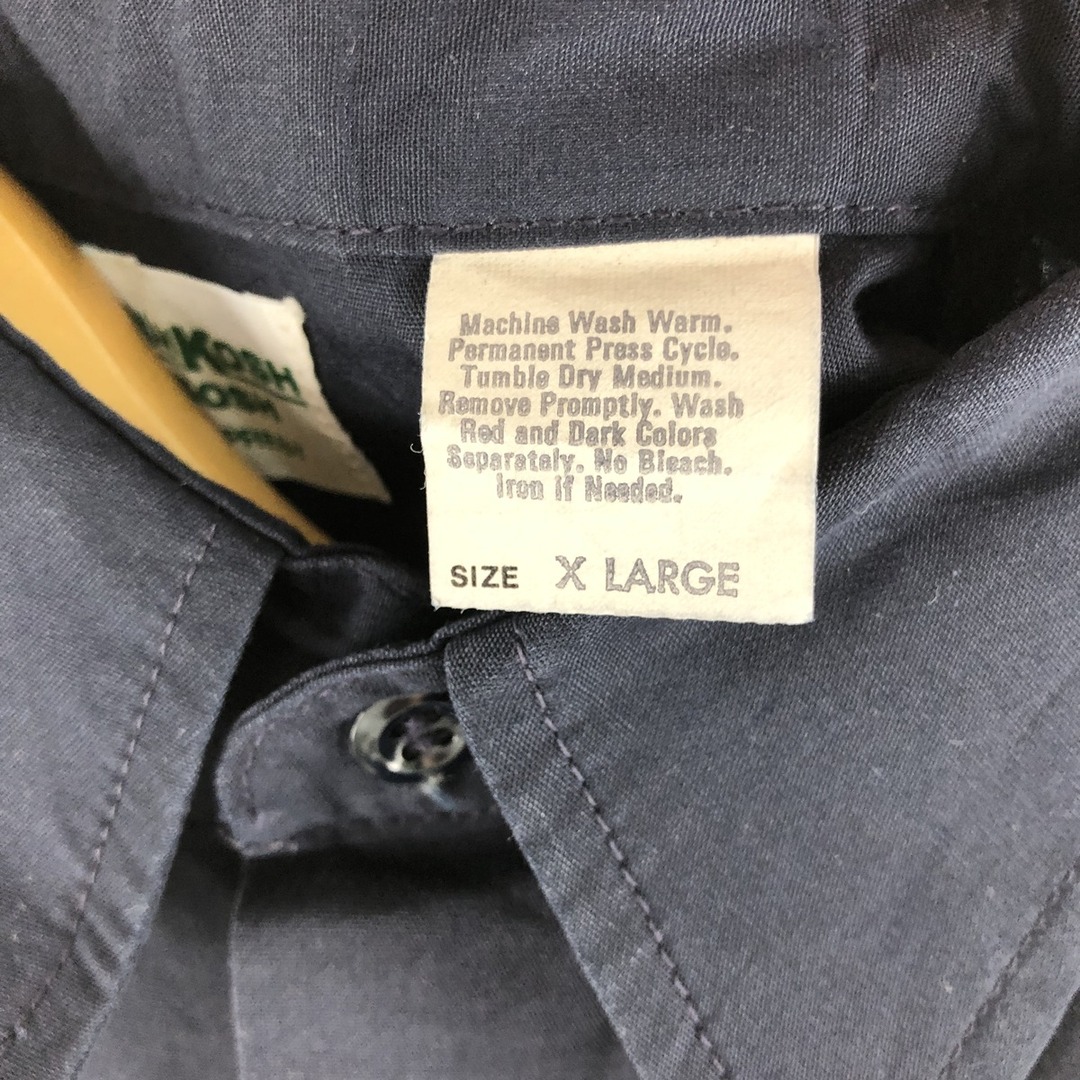 KOSH
Machine Wash Warm.
Permanent Press Cycle.
Tumble Dry Medium.
Remove Promptly. Wash
Red and Dark Colors
Separately. No Bleach.
Iron If Needed.
SIZE X LARGE